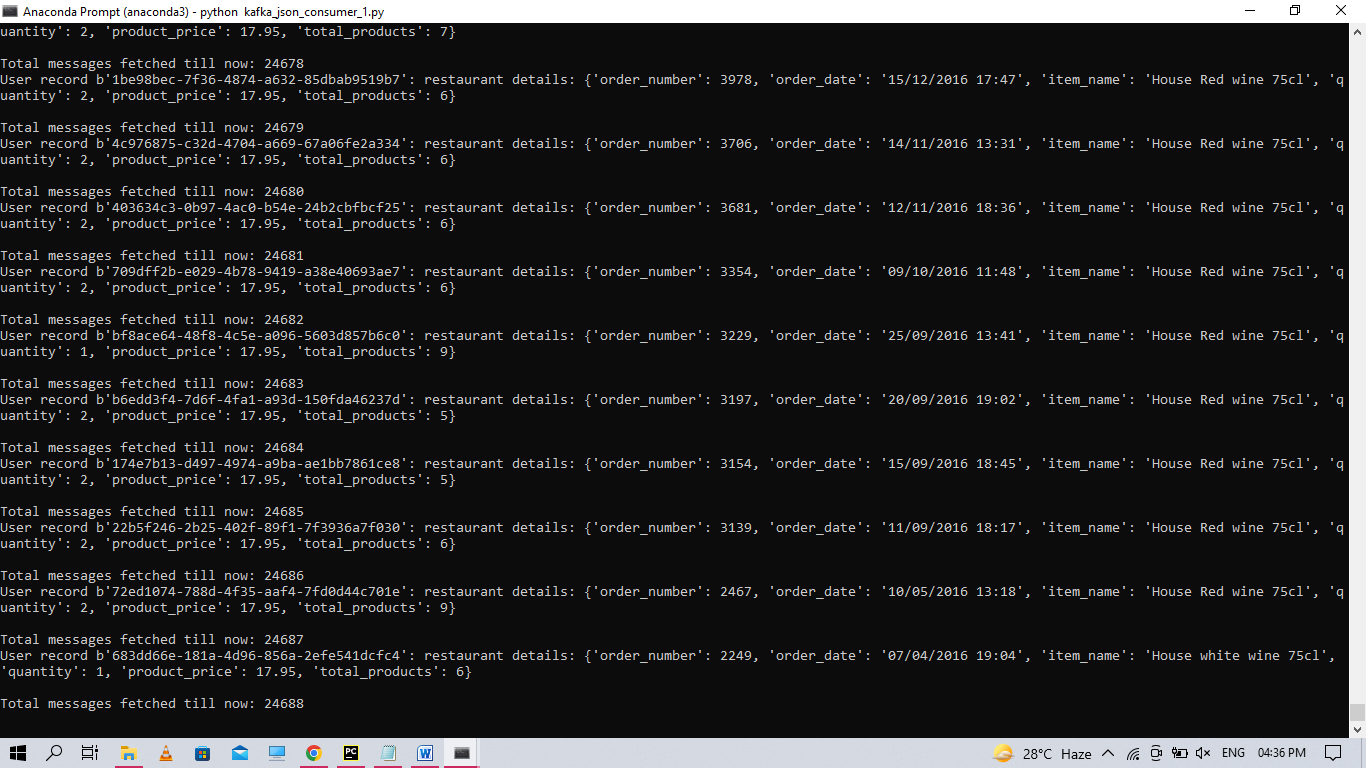 Anaconda Prompt (anaconda3) - python  kafka_json_consumer_1.py
uantity': 2, 'product_price': 17.95, 'total_products': 7}
Total messages fetched till now: 24678
User record b'1be98bec-7f36-4874-a632-85dbab9519b7': restaurant details: {'order_number': 3978, 'order_date': '15/12/2016 17:47', 'item_name': 'House Red wine 75cl', 'q
uantity': 2, 'product_price': 17.95, 'total_products': 6}
Total messages fetched till now: 24679
User record b'4c976875-c32d-4704-a669-67a06fe2a334': restaurant details: {'order_number': 3706, 'order_date': '14/11/2016 13:31', 'item_name': 'House Red wine 75cl', 'q
uantity': 2, 'product_price': 17.95, 'total_products': 6}
Total messages fetched till now: 24680
User record b'403634c3-0b97-4ac0-b54e-24b2cbfbcf25': restaurant details: {'order_number': 3681, 'order_date': '12/11/2016 18:36', 'item_name': 'House Red wine 75cl', 'q
uantity': 2, 'product_price': 17.95, 'total_products': 6}
Total messages fetched till now: 24681
User record b'709dff2b-e029-4b78-9419-a38e40693ae7': restaurant details: {'order_number': 3354, 'order_date': '09/10/2016 11:48', 'item_name': 'House Red wine 75cl', 'q
uantity': 2, 'product_price': 17.95, 'total_products': 6}
Total messages fetched till now: 24682
User record b'bf8ace64-48f8-4c5e-a096-5603d857b6c0': restaurant details: {'order_number': 3229, 'order_date': '25/09/2016 13:41', 'item_name': 'House Red wine 75cl', 'q
uantity': 1, 'product_price': 17.95, 'total_products': 9}
Total messages fetched till now: 24683
User record b'b6edd3f4-7d6f-4fa1-a93d-150fda46237d': restaurant details: {'order_number': 3197, 'order_date': '20/09/2016 19:02', 'item_name': 'House Red wine 75cl', 'q
uantity': 2, 'product_price': 17.95, 'total_products': 5}
Total messages fetched till now: 24684
User record b'174e7b13-d497-4974-a9ba-ae1bb7861ce8': restaurant details: {'order_number': 3154, 'order_date': '15/09/2016 18:45', 'item_name': 'House Red wine 75cl', 'q
uantity': 2, 'product_price': 17.95, 'total_products': 5}
Total messages fetched till now: 24685
User record b'22b5f246-2b25-402f-89f1-7f3936a7f030': restaurant details: {'order_number': 3139, 'order_date': '11/09/2016 18:17', 'item_name': 'House Red wine 75cl', 'q
uantity': 2, 'product_price': 17.95, 'total_products': 6}
Total messages fetched till now: 24686
User record b'72ed1074-788d-4f35-aaf4-7fd0d44c701e': restaurant details: {'order_number': 2467, 'order_date': '10/05/2016 13:18', 'item_name': 'House Red wine 75cl', 'q
uantity': 2, 'product_price': 17.95, 'total_products': 9}
Total messages fetched till now: 24687
User record b'683dd66e-181a-4d96-856a-2efe541dcfc4': restaurant details: {'order_number': 2249, 'order_date': '07/04/2016 19:04', 'item_name': 'House white wine 75cl',
'quantity': 1, 'product_price': 17.95, 'total_products': 6}
Total messages fetched till now: 24688
PC W 28°C Haze ENG 04:36 PM